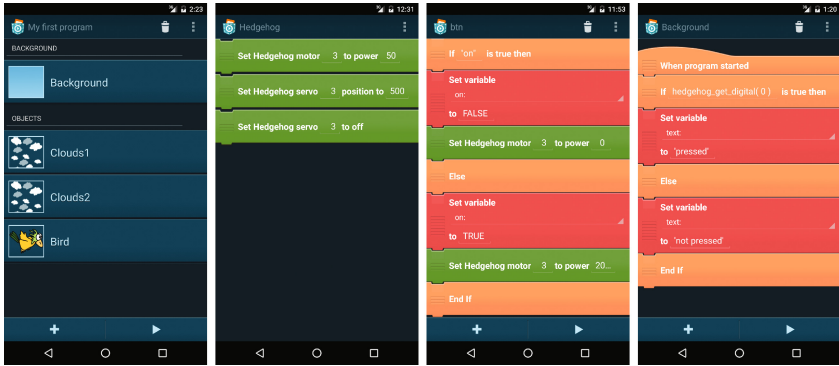 2:23
My first program
BACKGROUND
Background
OBJECTS
Clouds1
Clouds2
Bird
12:31
Hedgehog
Set Hedgehog motor 3 to power 50
Set Hedgehog servo 3 position to 500
Set Hedgehog servo 3 to off
11:53
btn
If "on" is true then
Set variable
on:
to FALSE
Set Hedgehog motor 3 to power 0
Else
Set variable
on:
to TRUE
Set Hedgehog motor 3 to power 20...
End If
1:20
Background
When program started
If hedgehog_get_digital( 0 ) is true then
Set variable
text:
to 'pressed'
Else
Set variable
text:
to 'not pressed'
End If